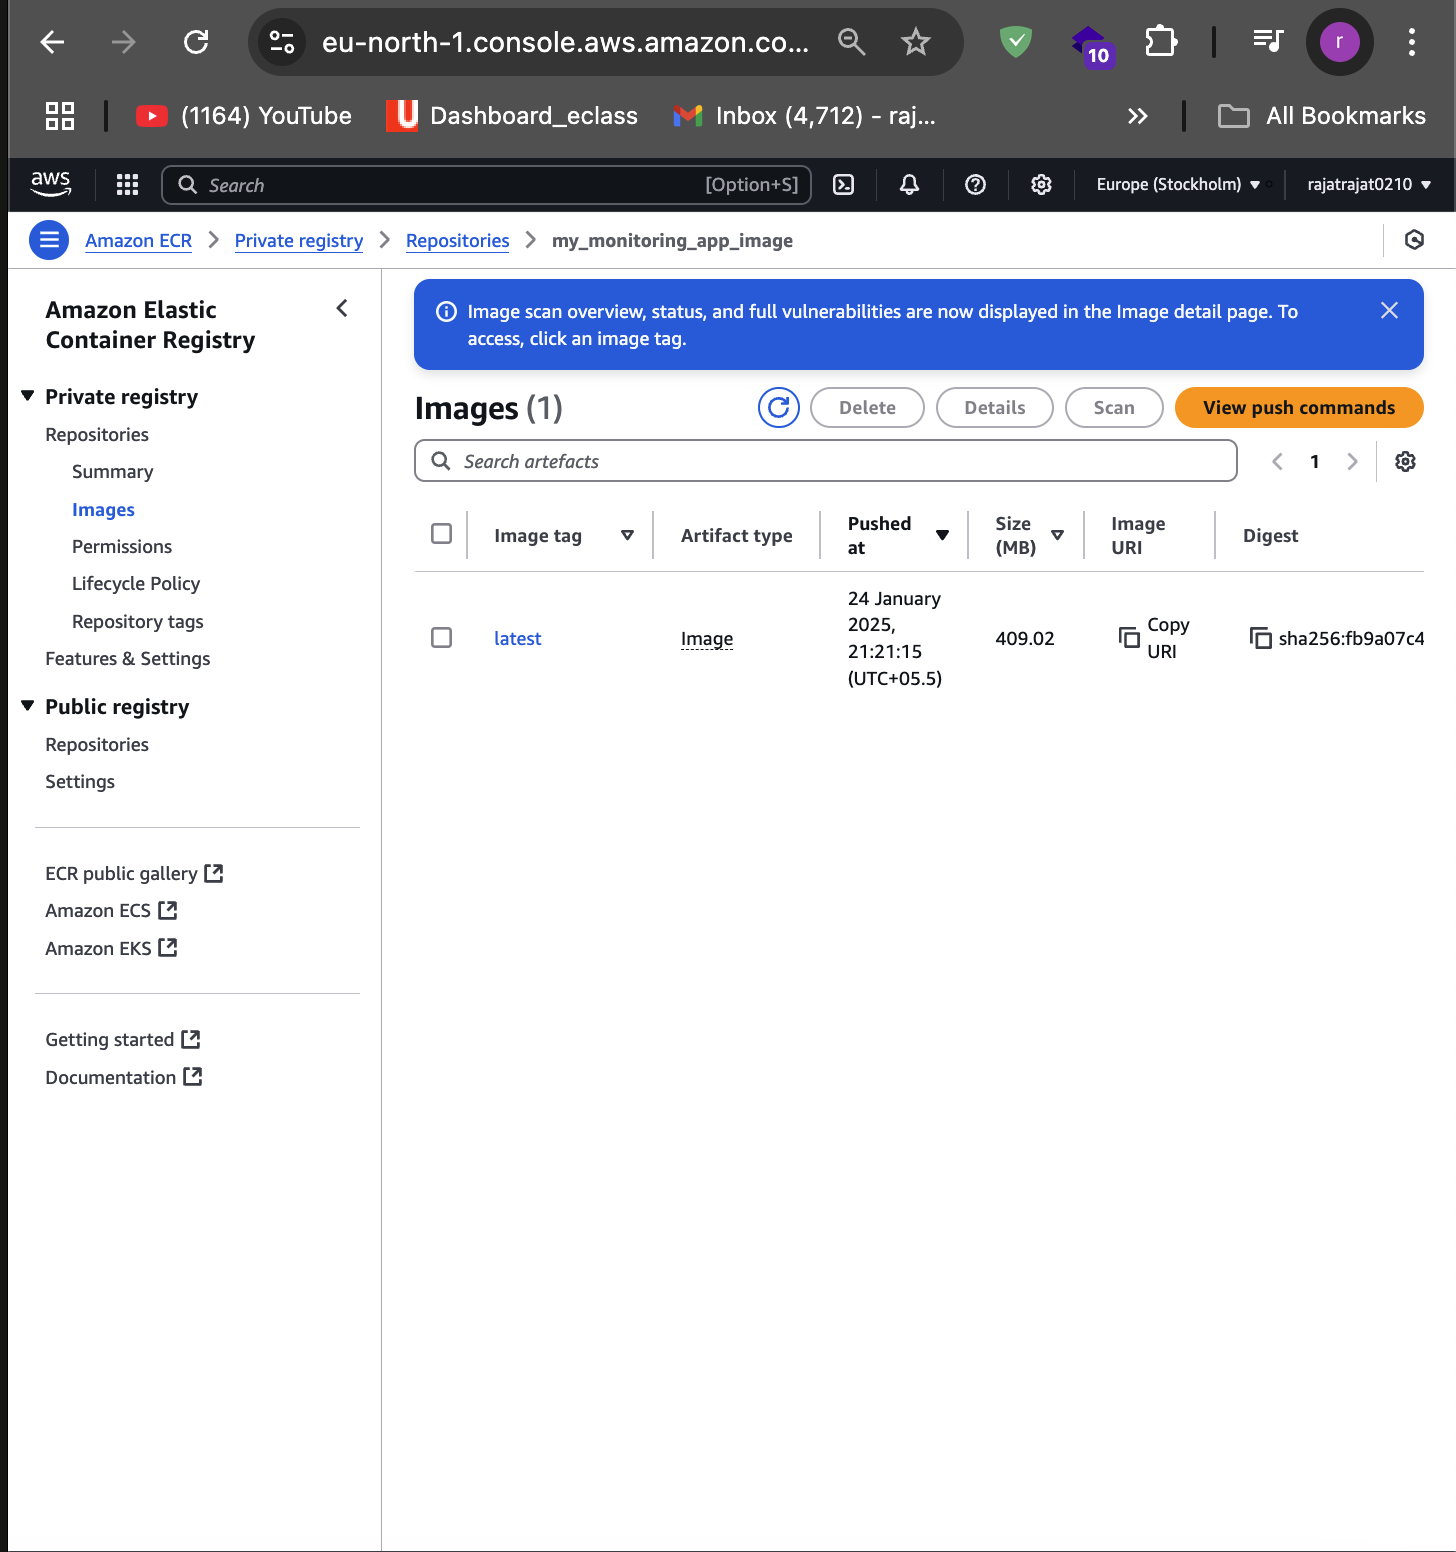 eu-north-1.console.aws.amazon.co...
10
r
(1164) YouTube
Dashboard_eclass
Inbox (4,712) - raj...
All Bookmarks
aws
Search
[Option+S]
Europe (Stockholm)
rajatrajat0210
Amazon ECR
Private registry
Repositories
my_monitoring_app_image
Amazon Elastic
Container Registry
Private registry
Repositories
Summary
Images
Permissions
Lifecycle Policy
Repository tags
Features & Settings
Public registry
Repositories
Settings
ECR public gallery
Amazon ECS
Amazon EKS
Getting started
Documentation
Image scan overview, status, and full vulnerabilities are now displayed in the Image detail page. To
access, click an image tag.
Images (1)
Delete
Details
Scan
View push commands
Search artefacts
1
Image tag
Artifact type
Pushed
at
Size
(MB)
Image
URI
Digest
latest
Image
24 January
2025,
21:21:15
(UTC+05.5)
409.02
Copy
URI
sha256:fb9a07c4